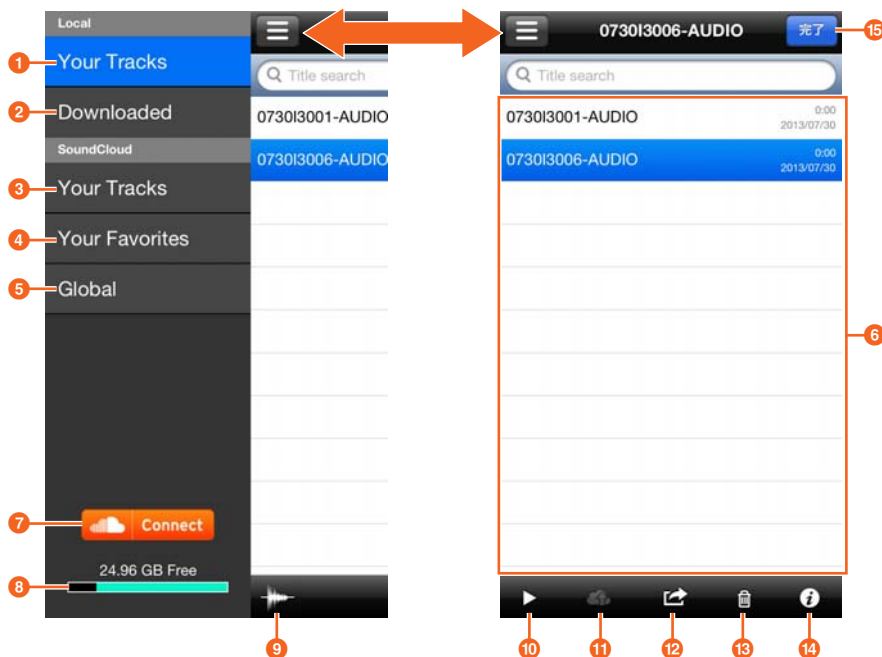 Local
Your Tracks
Downloaded
SoundCloud
Your Tracks
Your Favorites
Global
Connect
24.96 GB Free
Title search
0730I3001-AUDIO
0730I3006-AUDIO
0730I3006-AUDIO
完了
Title search
0730I3001-AUDIO
0:00
2013/07/30
0730I3006-AUDIO
0:00
2013/07/30
1
2
3
4
5
6
7
8
9
10
11
12
13
14
15